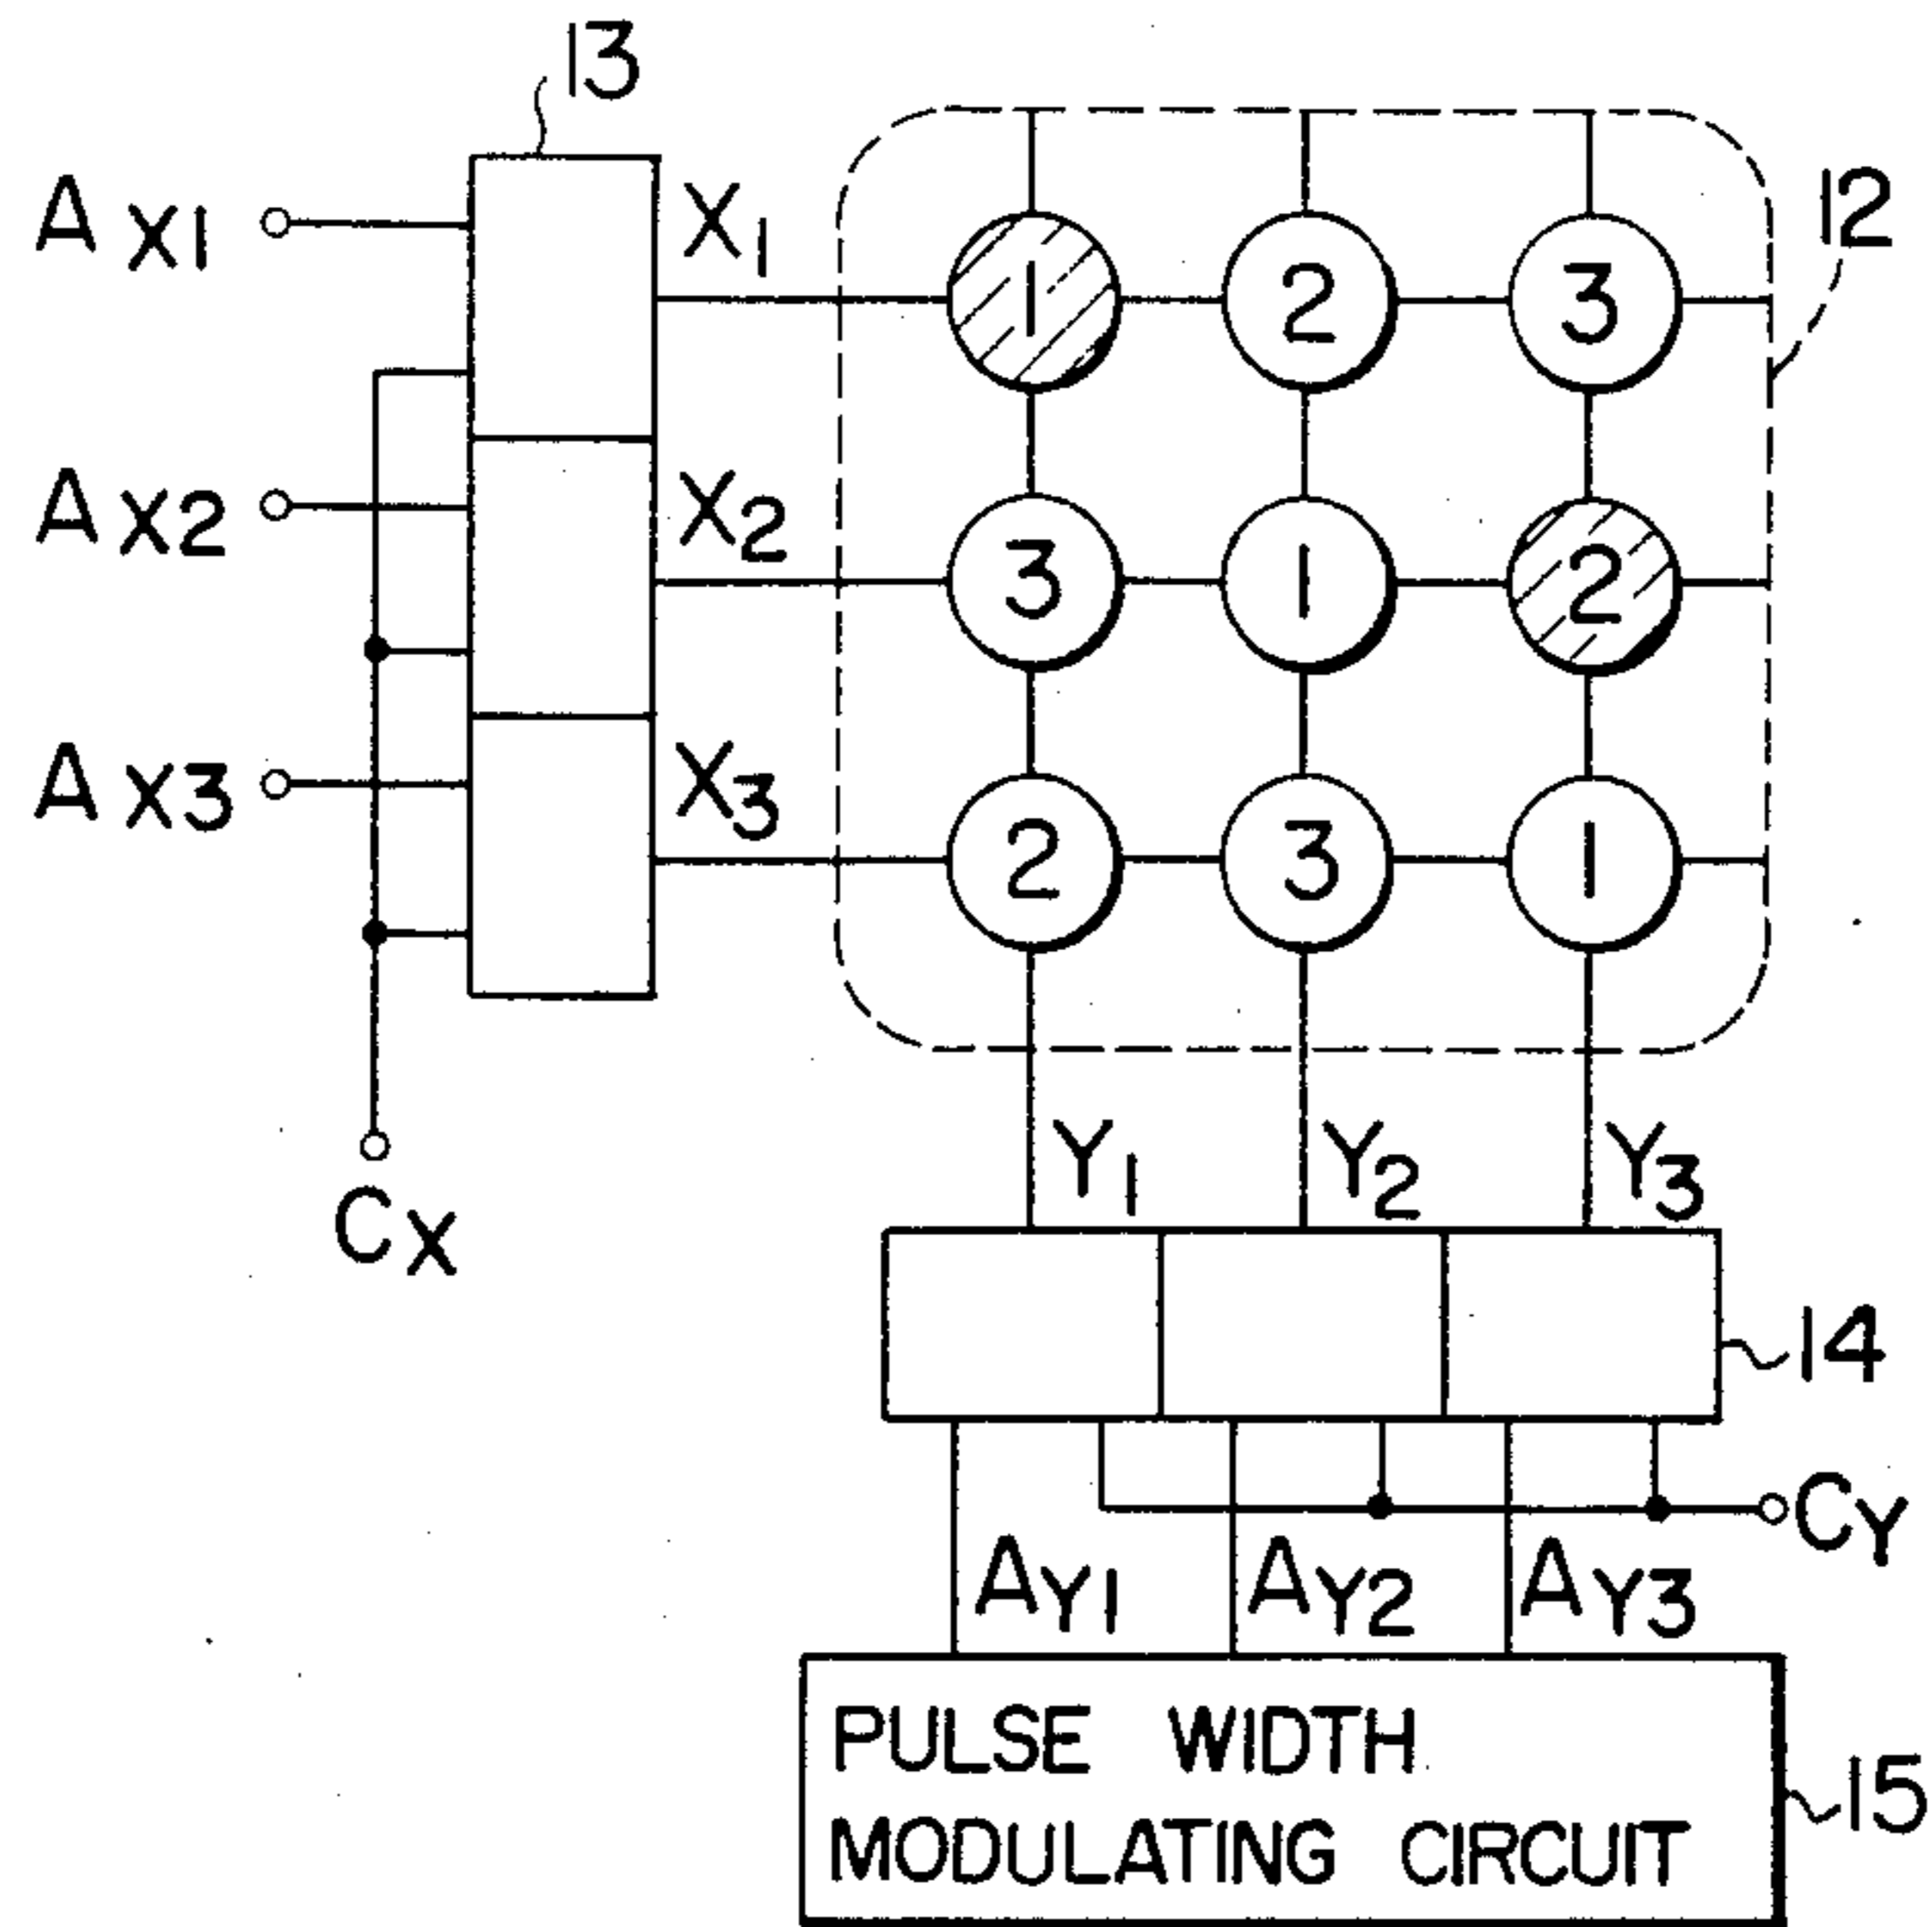 13
AX1 X1 12
1 2 3
AX2 X2
3 1 2
AX3 X3
2 3 1
CX
Y1 Y2 Y3
14
CY
AY1 AY2 AY3
PULSE WIDTH
MODULATING CIRCUIT
15